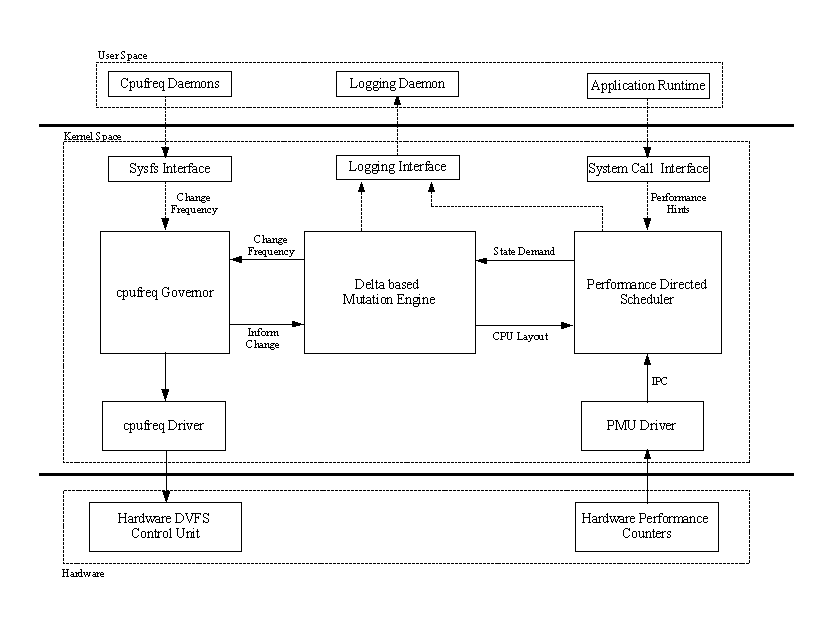 User Space
Cpufreq Daemons
Logging Daemon
Application Runtime
Kernel Space
Sysfs Interface
Logging Interface
System Call Interface
Change
Frequency
Performance
Hints
cpufreq Governor
Change
Frequency
Inform
Change
Delta based
Mutation Engine
State Demand
CPU Layout
Performance Directed
Scheduler
IPC
cpufreq Driver
PMU Driver
Hardware DVFS
Control Unit
Hardware Performance
Counters
Hardware